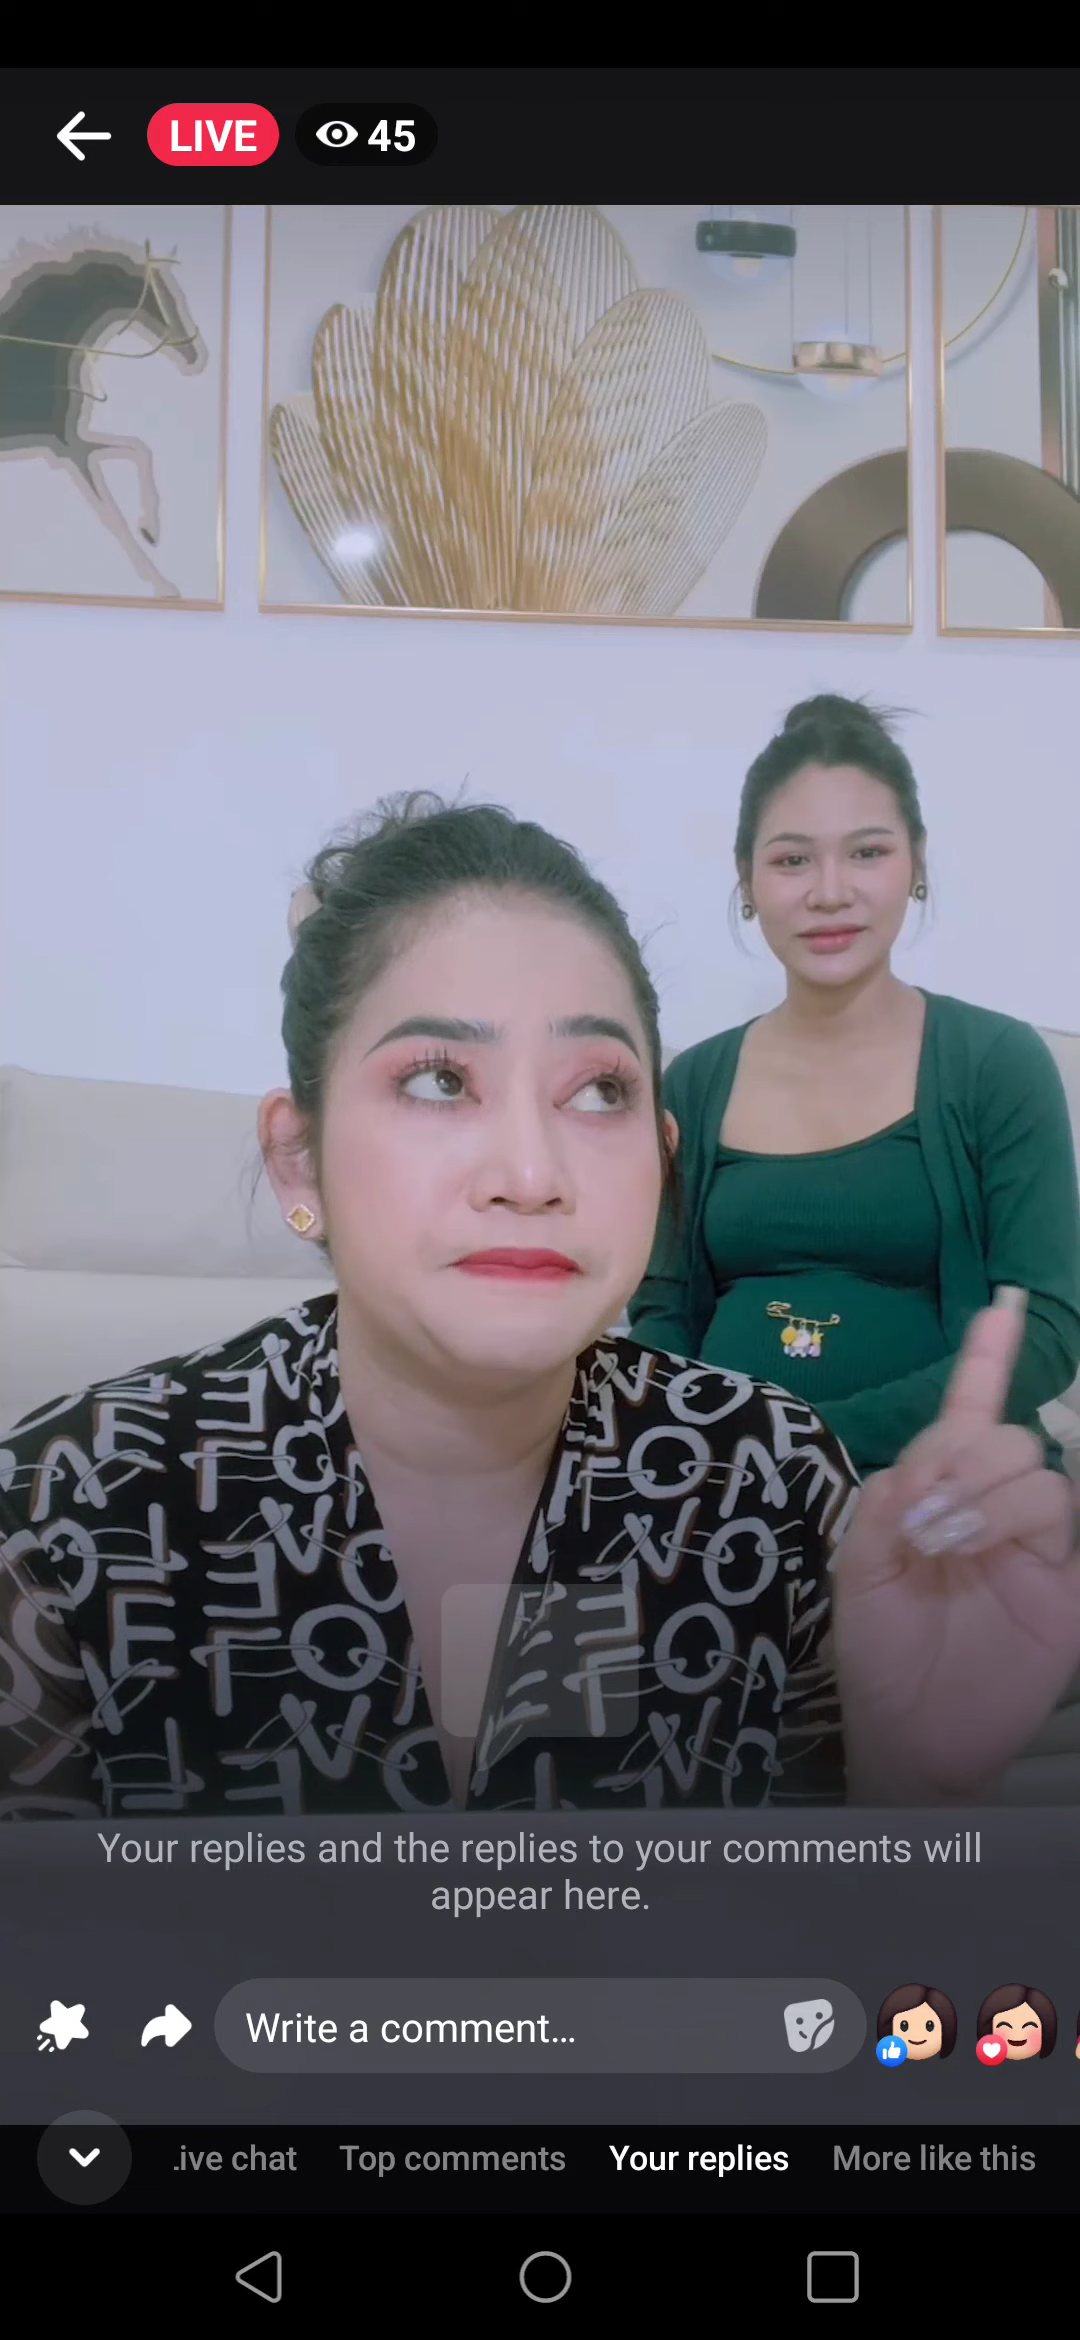 LIVE
45
LOVE
Your replies and the replies to your comments will
appear here.
Write a comment...
.ive chat
Top comments
Your replies
More like this